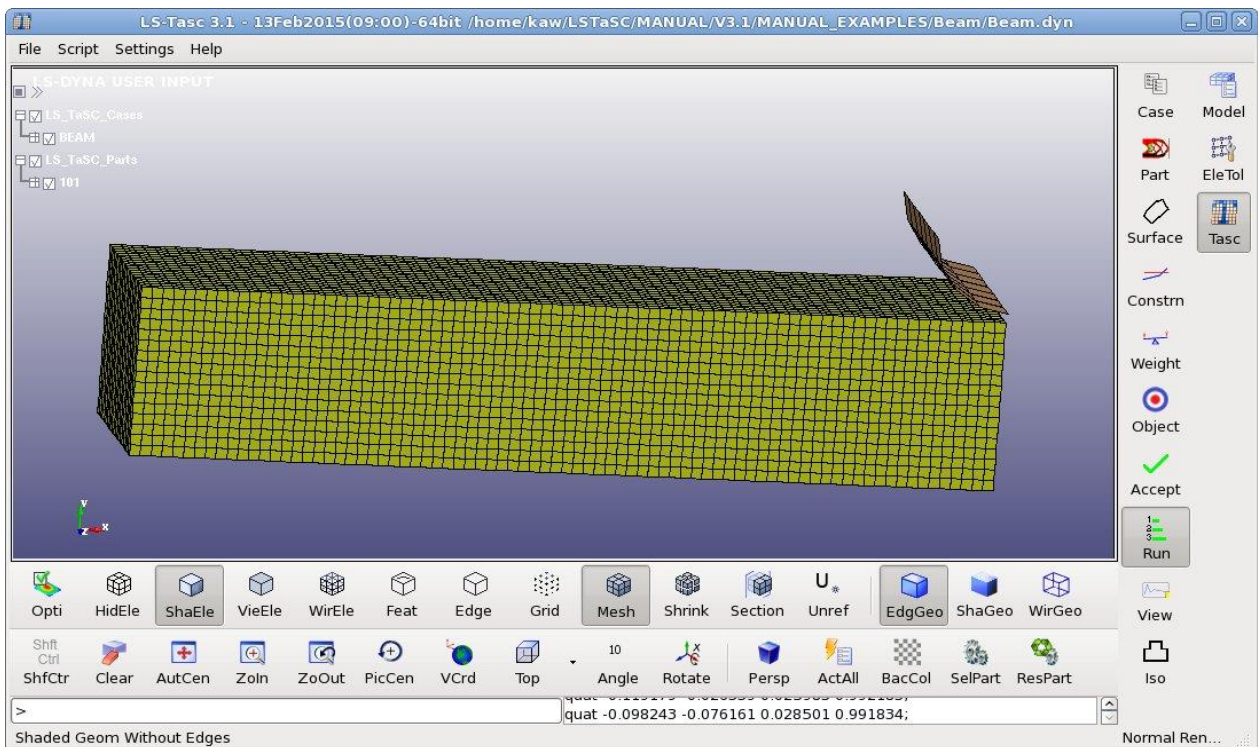 LS-Tasc 3.1 - 13Feb2015(09:00)-64bit /home/kaw/LSTaSC/MANUAL/V3.1/MANUAL_EXAMPLES/Beam/Beam.dyn
File Script Settings Help
LS-DYNA USER INPUT
LS_TaSC_Cases
BEAM
LS_TaSC_Parts
101
Case Model
Part EleTol
Surface Tasc
Constrn
Weight
Object
Accept
1
2
3
Run
View
Iso
Opti HidEle ShaEle VieEle WirEle Feat Edge Grid Mesh Shrink Section Unref EdgGeo ShaGeo WirGeo
Shft
Ctrl
10
ShfCtr Clear AutCen ZoIn ZoOut PicCen VCrd Top Angle Rotate Persp ActAll BacCol SelPart ResPart
>
quat -0.098243 -0.076161 0.028501 0.991834;
Shaded Geom Without Edges
Normal Ren...
Y
Z X